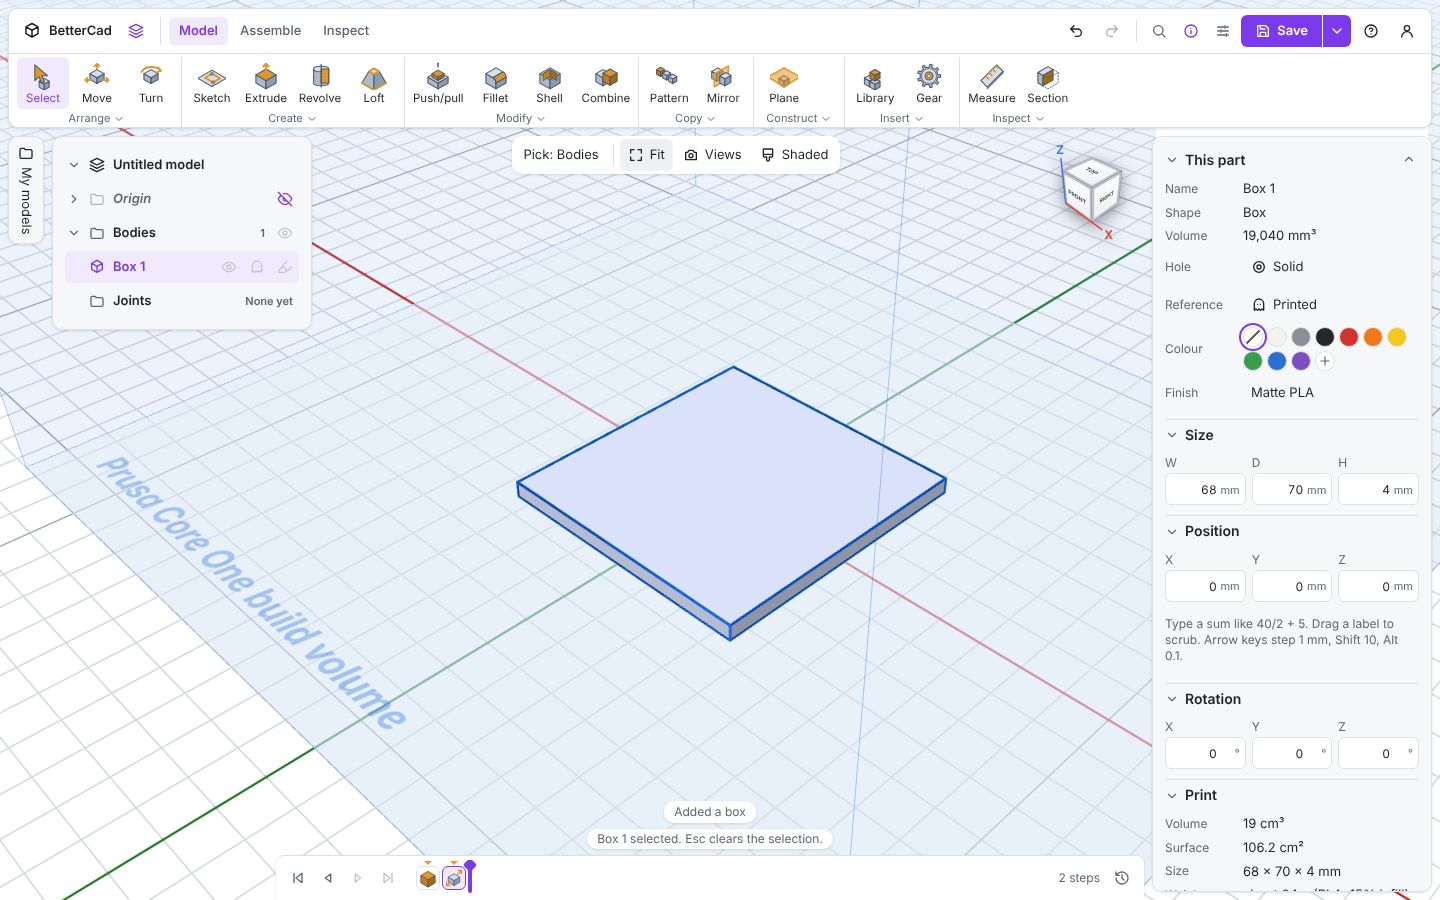 BetterCad
Model
Assemble
Inspect
Save
Select
Move
Turn
Sketch
Extrude
Revolve
Loft
Push/pull
Fillet
Shell
Combine
Pattern
Mirror
Plane
Library
Gear
Measure
Section
Arrange
Create
Modify
Copy
Construct
Insert
Inspect
My models
Untitled model
Origin
Bodies
1
Box 1
Joints
None yet
Pick: Bodies
Fit
Views
Shaded
Z
TOP
FRONT
RIGHT
X
Prusa Core One build volume
This part
Name Box 1
Shape Box
Volume 19,040 mm³
Hole Solid
Reference Printed
Colour
Finish Matte PLA
Size
W D H
68 mm 70 mm 4 mm
Position
X Y Z
0 mm 0 mm 0 mm
Type a sum like 40/2 + 5. Drag a label to
scrub. Arrow keys step 1 mm, Shift 10, Alt
0.1.
Rotation
X Y Z
0 ° 0 ° 0 °
Print
Volume 19 cm³
Surface 106.2 cm²
Size 68 × 70 × 4 mm
Added a box
Box 1 selected. Esc clears the selection.
2 steps